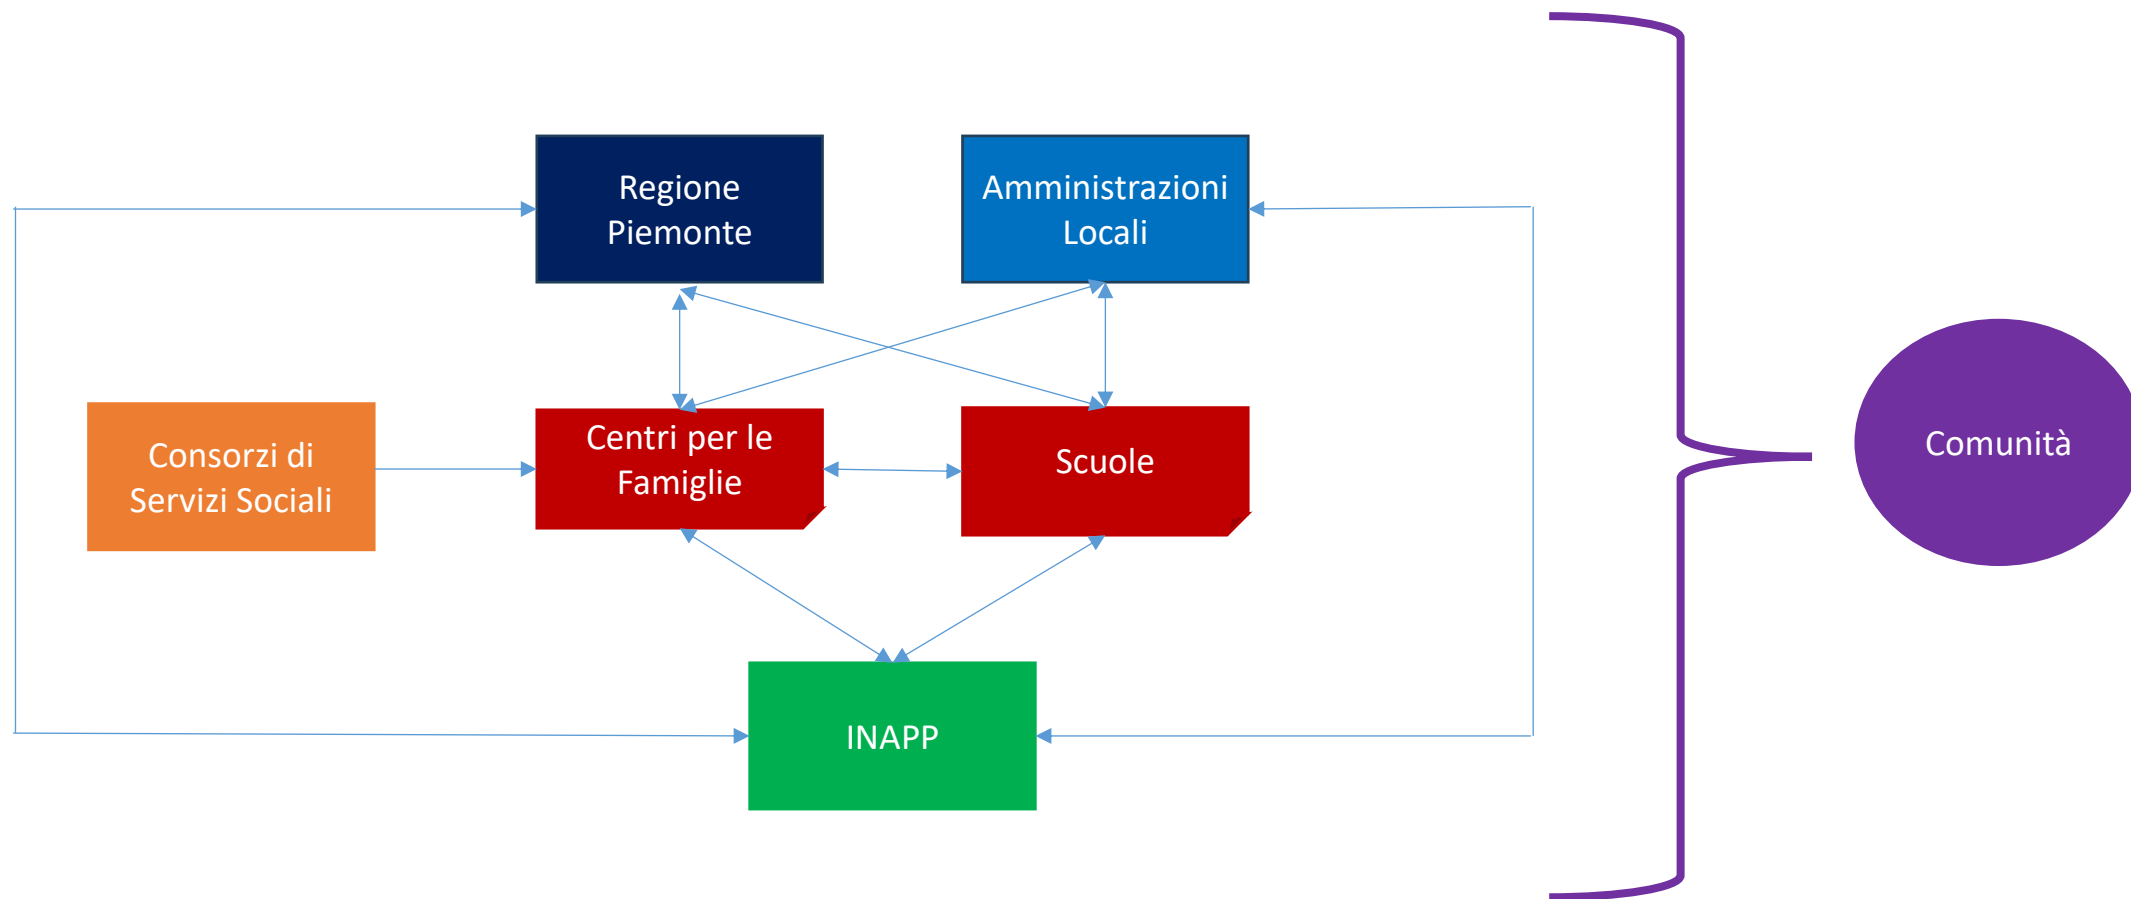 Regione
Piemonte
Amministrazioni
Locali
Consorzi di
Servizi Sociali
Centri per le
Famiglie
Scuole
Comunità
INAPP